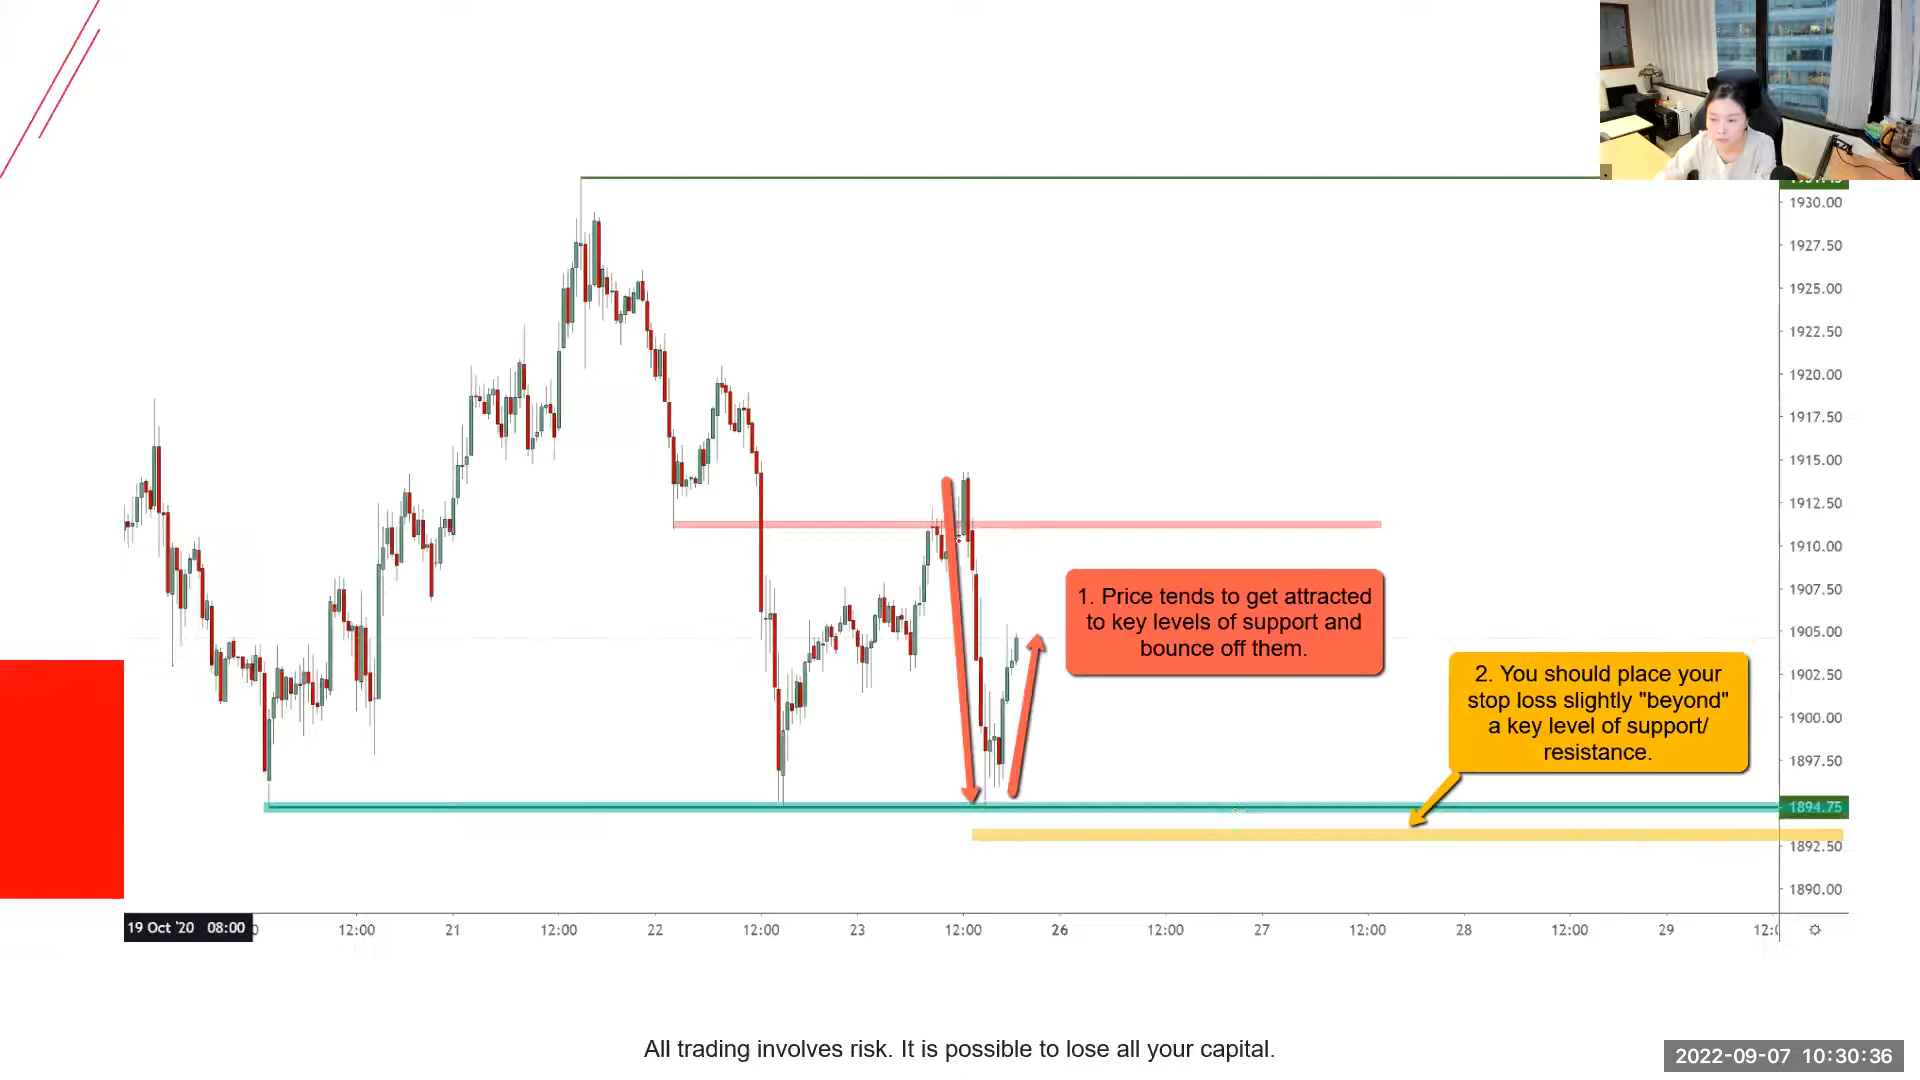 1930.00
1927.50
1925.00
1922.50
1920.00
1917.50
1915.00
1912.50
1910.00
1907.50
1905.00
1902.50
1900.00
1897.50
1894.75
1892.50
1890.00
1. Price tends to get attracted
to key levels of support and
bounce off them.
2. You should place your
stop loss slightly "beyond"
a key level of support/
resistance.
19 Oct '20 08:00 12:00 21 12:00 22 12:00 23 12:00 26 12:00 27 12:00 28 12:00 29
All trading involves risk. It is possible to lose all your capital.
2022-09-07 10:30:36